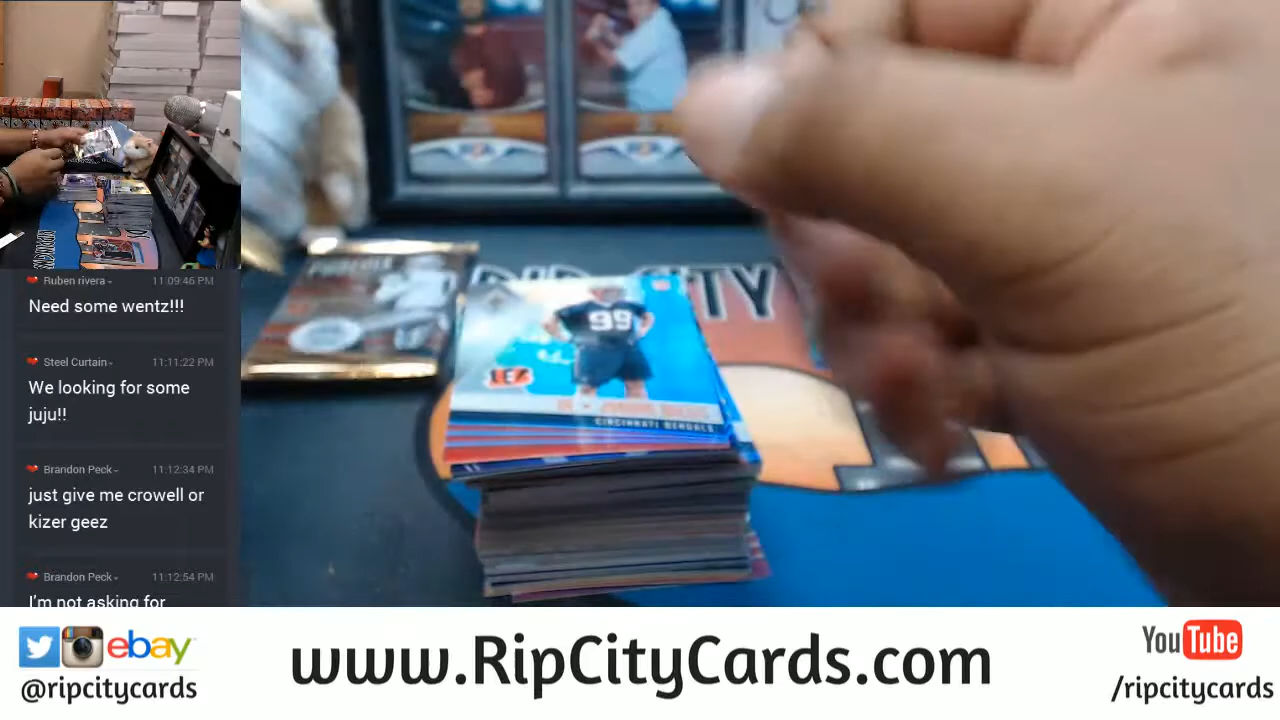 Ruben rivera 11:09:46 PM
Need some wentz!!!
Steel Curtain 11:11:22 PM
We looking for some
juju!!
Brandon Peck 11:12:34 PM
just give me crowell or
kizer geez
Brandon Peck 11:12:54 PM
I'm not asking for
RIP CITY
99
CINCINNATI BENGALS
ebay
@ripcitycards
www.RipCityCards.com
YouTube
/ripcitycards